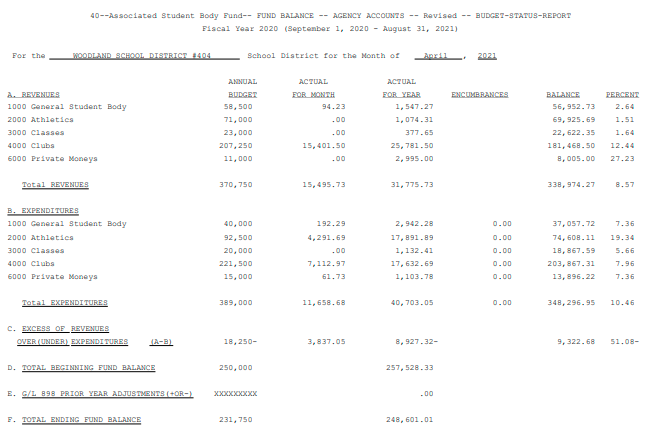 40--Associated Student Body Fund-- FUND BALANCE -- AGENCY ACCOUNTS -- Revised -- BUDGET-STATUS-REPORT
Fiscal Year 2020 (September 1, 2020 - August 31, 2021)
For the WOODLAND SCHOOL DISTRICT #404 School District for the Month of April , 2021
ANNUAL ACTUAL ACTUAL
A. REVENUES BUDGET FOR MONTH FOR YEAR ENCUMBRANCES BALANCE PERCENT
1000 General Student Body 58,500 94.23 1,547.27 56,952.73 2.64
2000 Athletics 71,000 .00 1,074.31 69,925.69 1.51
3000 Classes 23,000 .00 377.65 22,622.35 1.64
4000 Clubs 207,250 15,401.50 25,781.50 181,468.50 12.44
6000 Private Moneys 11,000 .00 2,995.00 8,005.00 27.23
Total REVENUES 370,750 15,495.73 31,775.73 338,974.27 8.57
B. EXPENDITURES
1000 General Student Body 40,000 192.29 2,942.28 0.00 37,057.72 7.36
2000 Athletics 92,500 4,291.69 17,891.89 0.00 74,608.11 19.34
3000 Classes 20,000 .00 1,132.41 0.00 18,867.59 5.66
4000 Clubs 221,500 7,112.97 17,632.69 0.00 203,867.31 7.96
6000 Private Moneys 15,000 61.73 1,103.78 0.00 13,896.22 7.36
Total EXPENDITURES 389,000 11,658.68 40,703.05 0.00 348,296.95 10.46
C. EXCESS OF REVENUES
OVER(UNDER) EXPENDITURES (A-B) 18,250- 3,837.05 8,927.32- 9,322.68 51.08-
D. TOTAL BEGINNING FUND BALANCE 250,000 257,528.33
E. G/L 898 PRIOR YEAR ADJUSTMENTS(+OR-) XXXXXXXXX .00
F. TOTAL ENDING FUND BALANCE 231,750 248,601.01